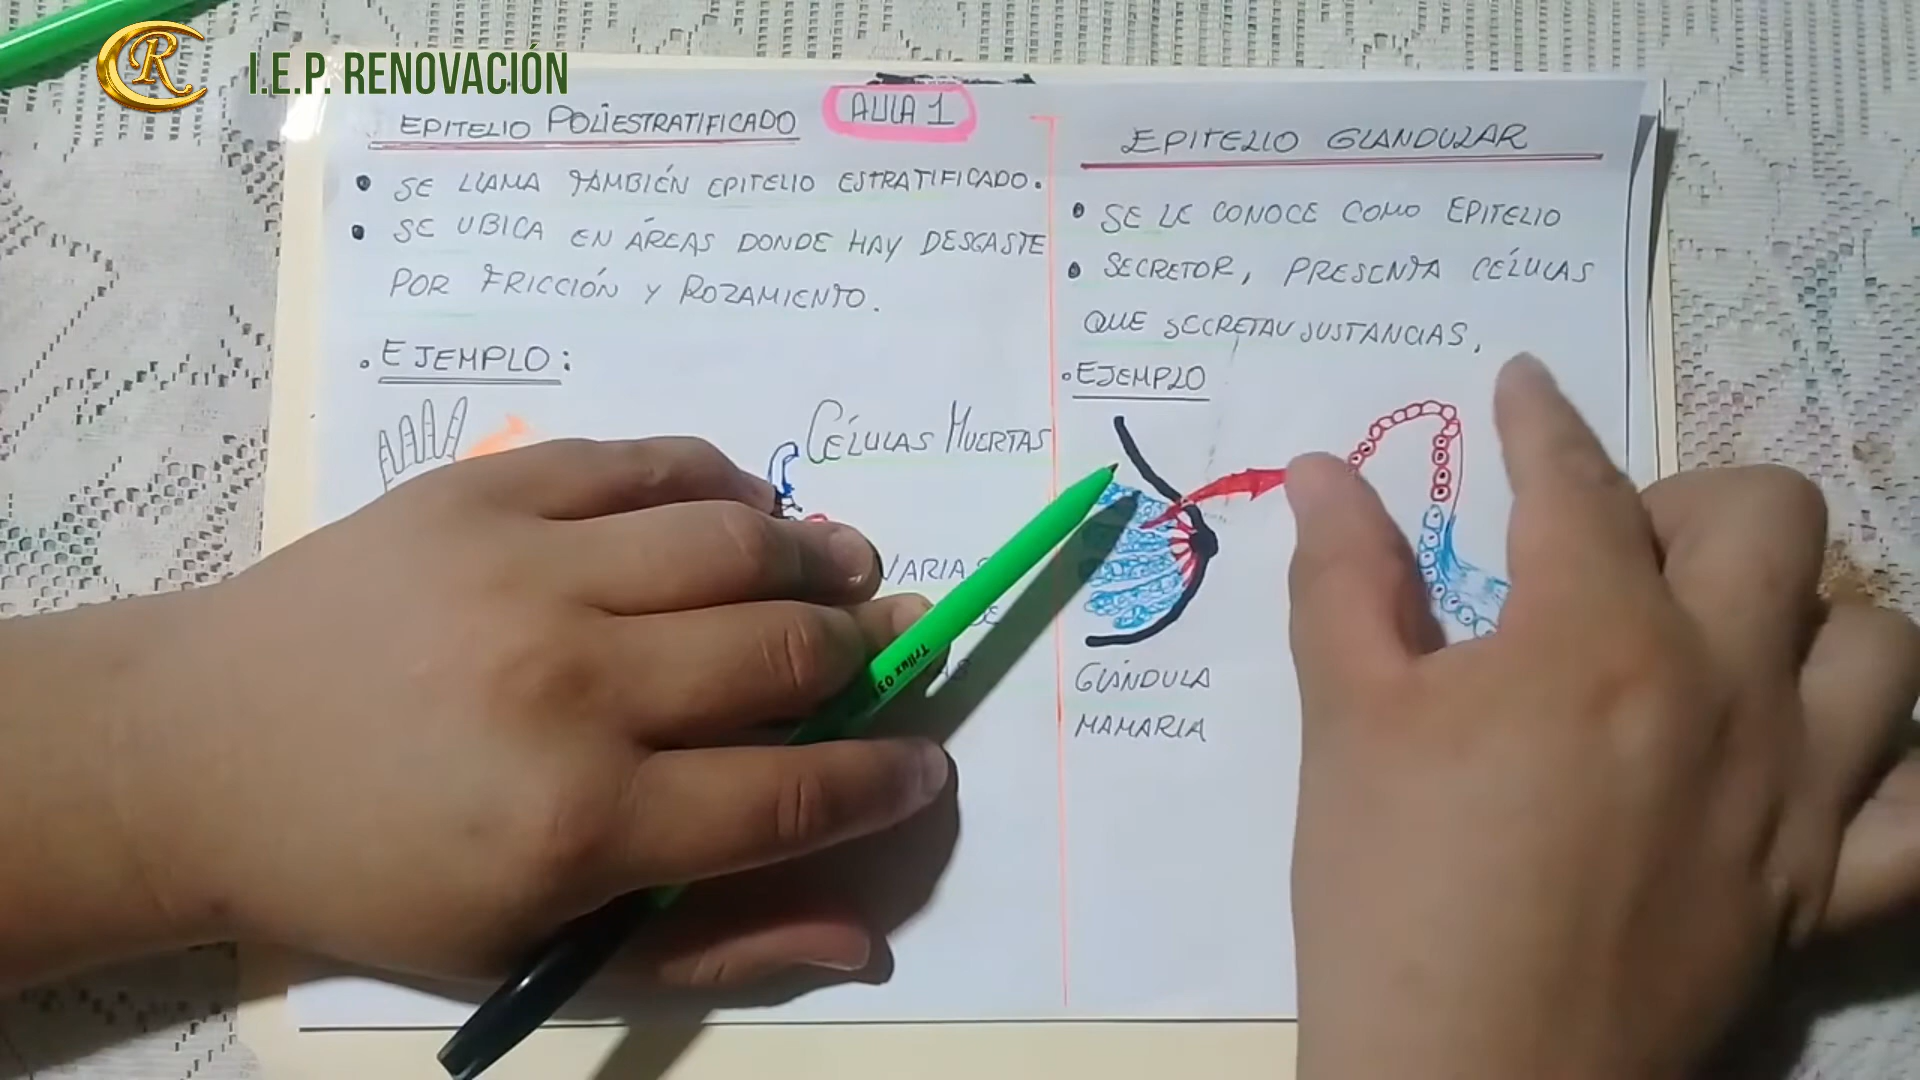 I.E.P. RENOVACIÓN
EPITELIO POLIESTRATIFICADO
AULA 1
• SE LLAMA TAMBIÉN EPITELIO ESTRATIFICADO.
• SE UBICA EN ÁREAS DONDE HAY DESGASTE
POR FRICCIÓN Y ROZAMIENTO.
• EJEMPLO:
CÉLULAS MUERTAS
EPITELIO GLANDULAR
• SE LE CONOCE COMO EPITELIO
• SECRETOR, PRESENTA CÉLULAS
QUE SECRETAN SUSTANCIAS,
• EJEMPLO
GLÁNDULA
MAMARIA
Trilux 03